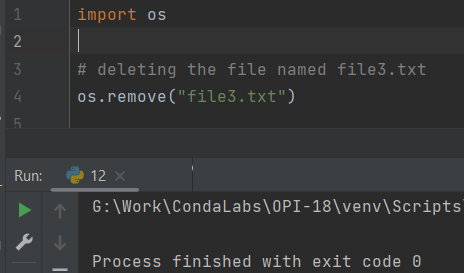 1 import os
2
3 # deleting the file named file3.txt
4 os.remove("file3.txt")
5
Run: 12 ×
G:\Work\CondaLabs\OPI-18\venv\Scripts\
Process finished with exit code 0